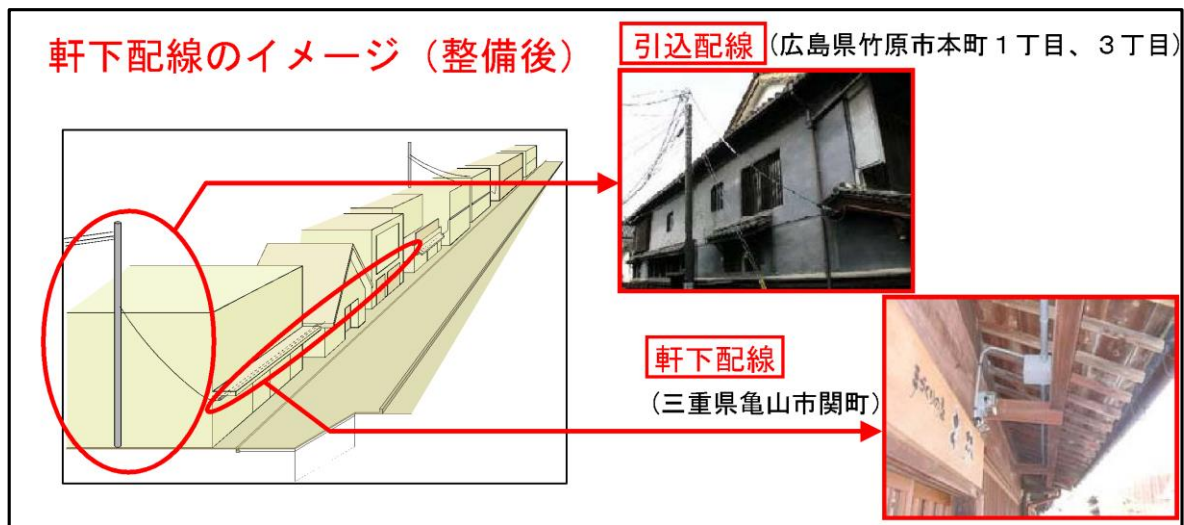 軒下配線のイメージ（整備後）
引込配線 (広島県竹原市本町１丁目、３丁目)
軒下配線
(三重県亀山市関町)